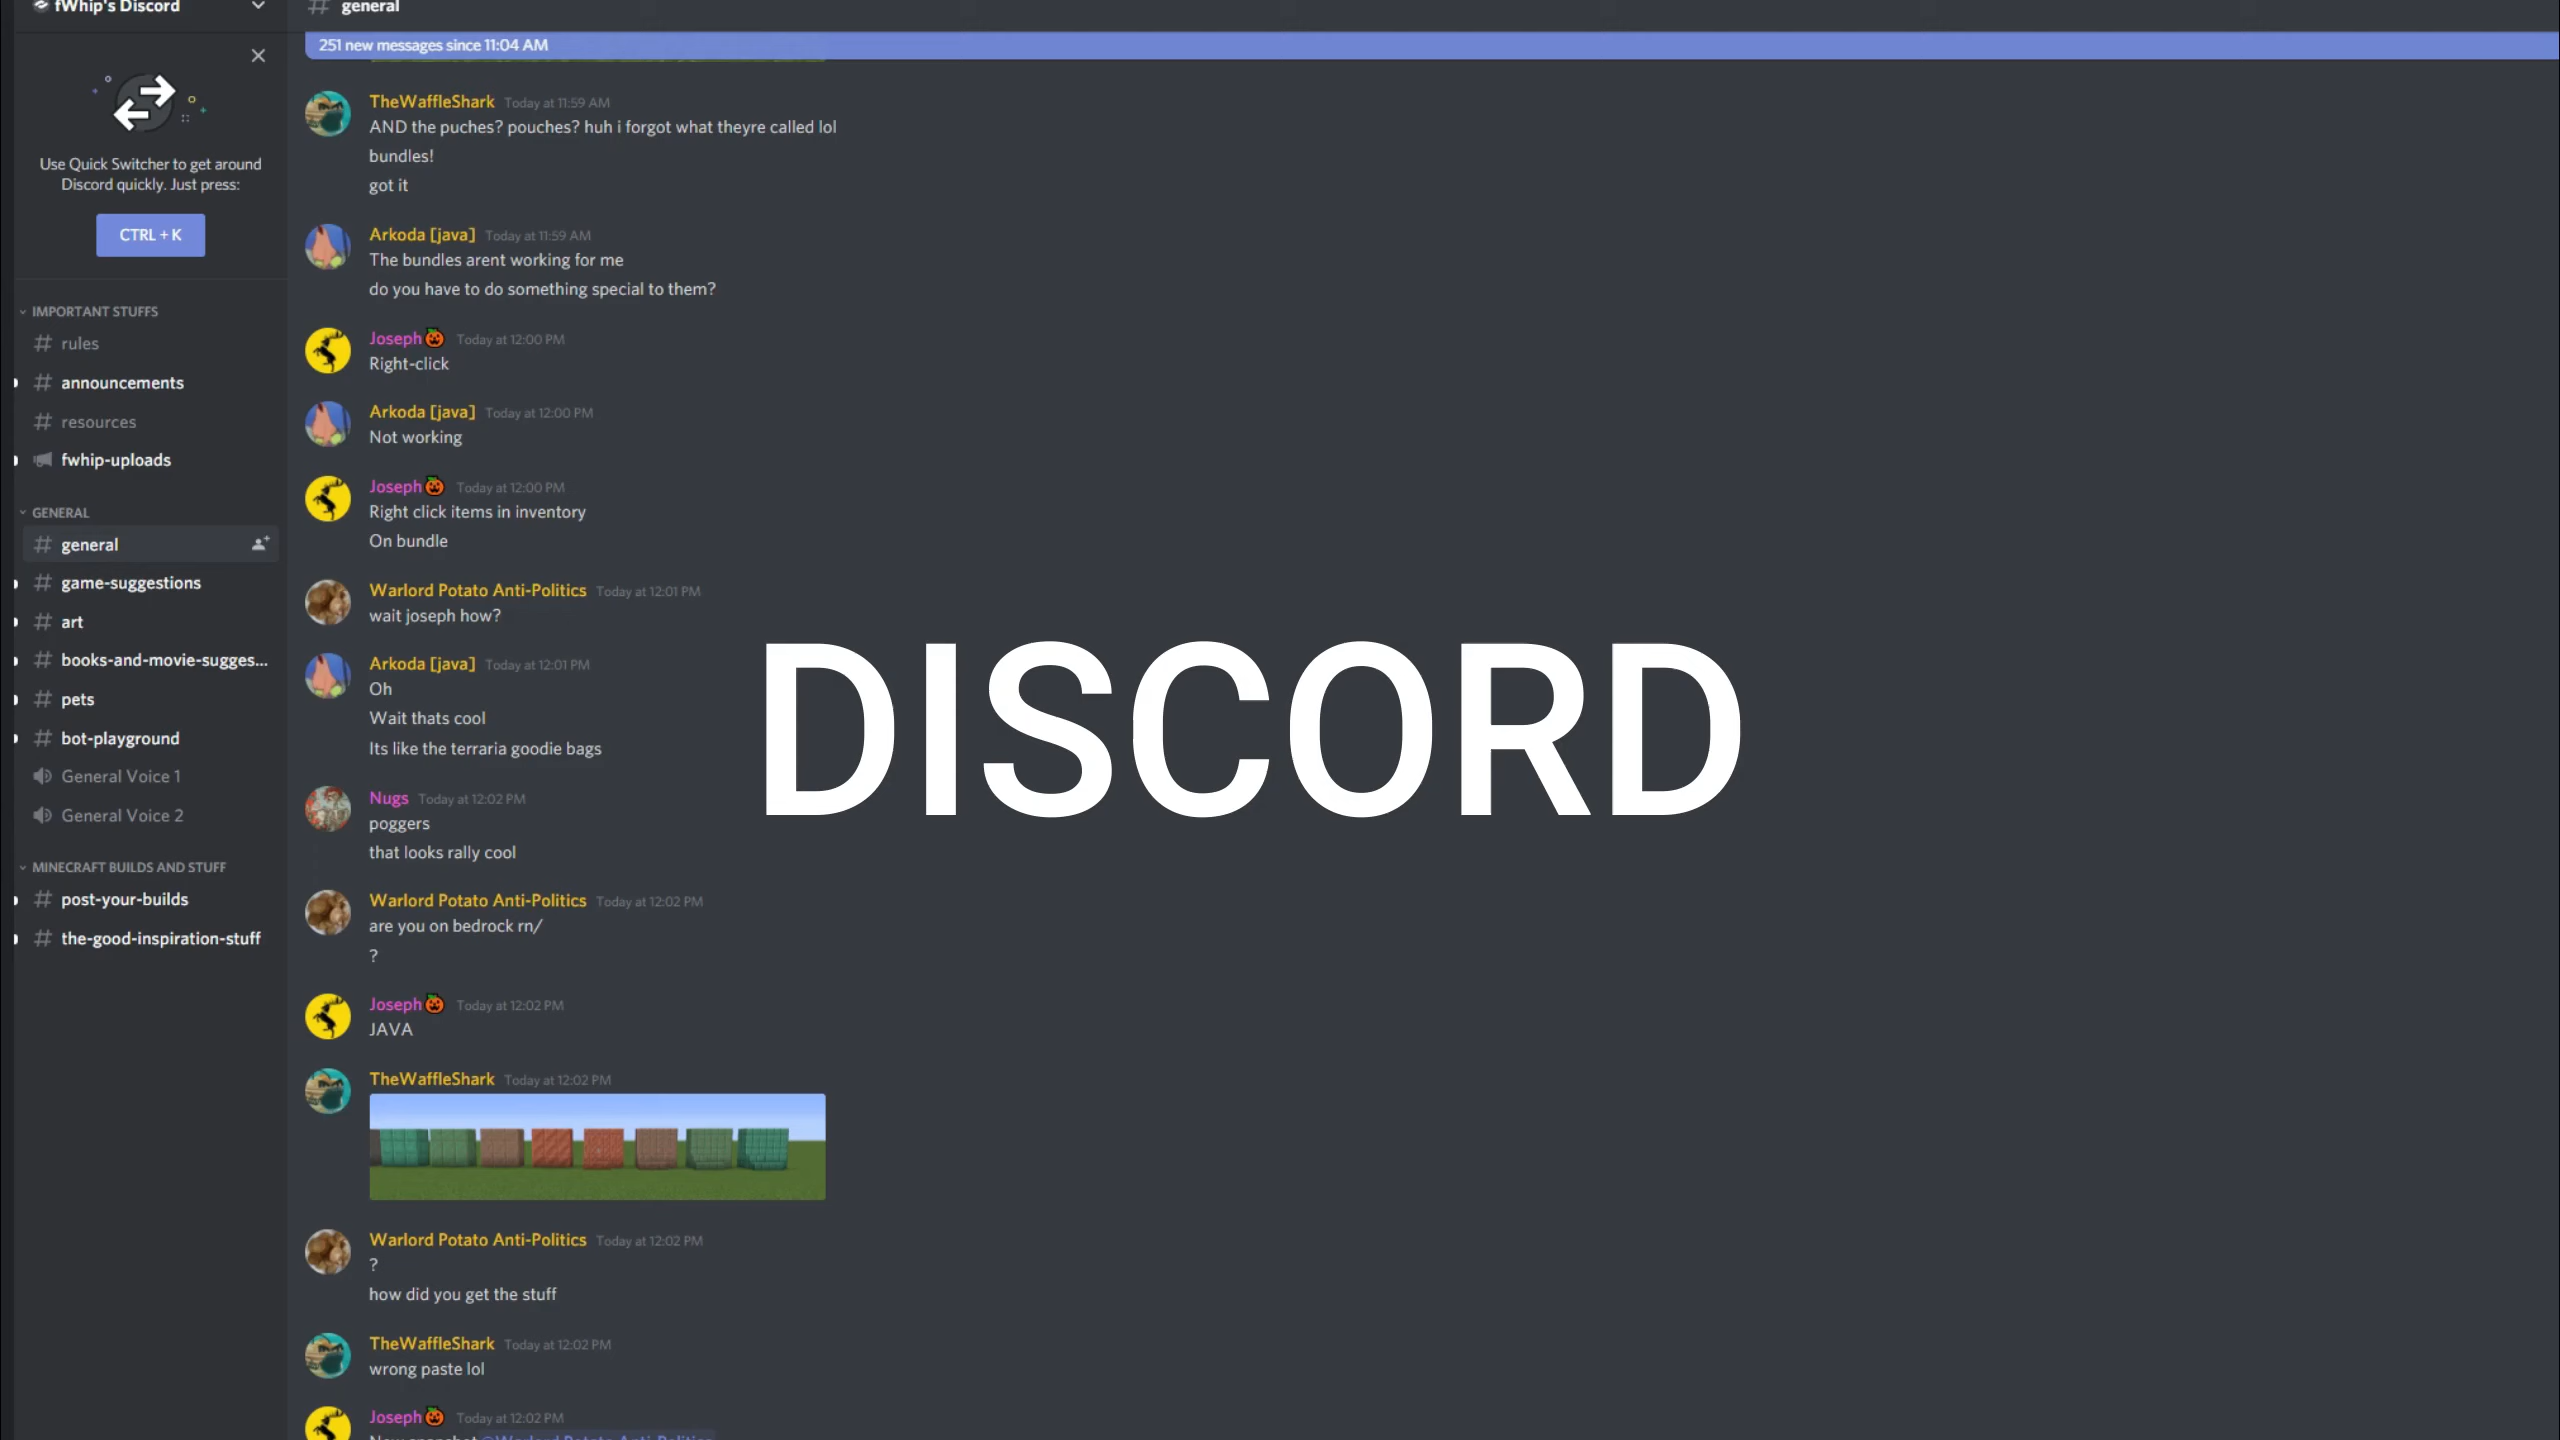 fWhip's Discord
Use Quick Switcher to get around
Discord quickly. Just press:
CTRL + K
IMPORTANT STUFFS
rules
announcements
resources
fwhip-uploads
GENERAL
general
game-suggestions
art
books-and-movie-sugges...
pets
bot-playground
General Voice 1
General Voice 2
MINECRAFT BUILDS AND STUFF
post-your-builds
the-good-inspiration-stuff
# general
251 new messages since 11:04 AM
TheWaffleShark Today at 11:59 AM
AND the puches? pouches? huh i forgot what theyre called lol
bundles!
got it
Arkoda [java] Today at 11:59 AM
The bundles arent working for me
do you have to do something special to them?
Joseph Today at 12:00 PM
Right-click
Arkoda [java] Today at 12:00 PM
Not working
Joseph Today at 12:00 PM
Right click items in inventory
On bundle
Warlord Potato Anti-Politics Today at 12:01 PM
wait joseph how?
Arkoda [java] Today at 12:01 PM
Oh
Wait thats cool
Its like the terraria goodie bags
DISCORD
Nugs Today at 12:02 PM
poggers
that looks rally cool
Warlord Potato Anti-Politics Today at 12:02 PM
are you on bedrock rn/
?
Joseph Today at 12:02 PM
JAVA
TheWaffleShark Today at 12:02 PM
Warlord Potato Anti-Politics Today at 12:02 PM
?
how did you get the stuff
TheWaffleShark Today at 12:02 PM
wrong paste lol
Joseph Today at 12:02 PM
New snapshot @Warlord Potato Anti-Politics